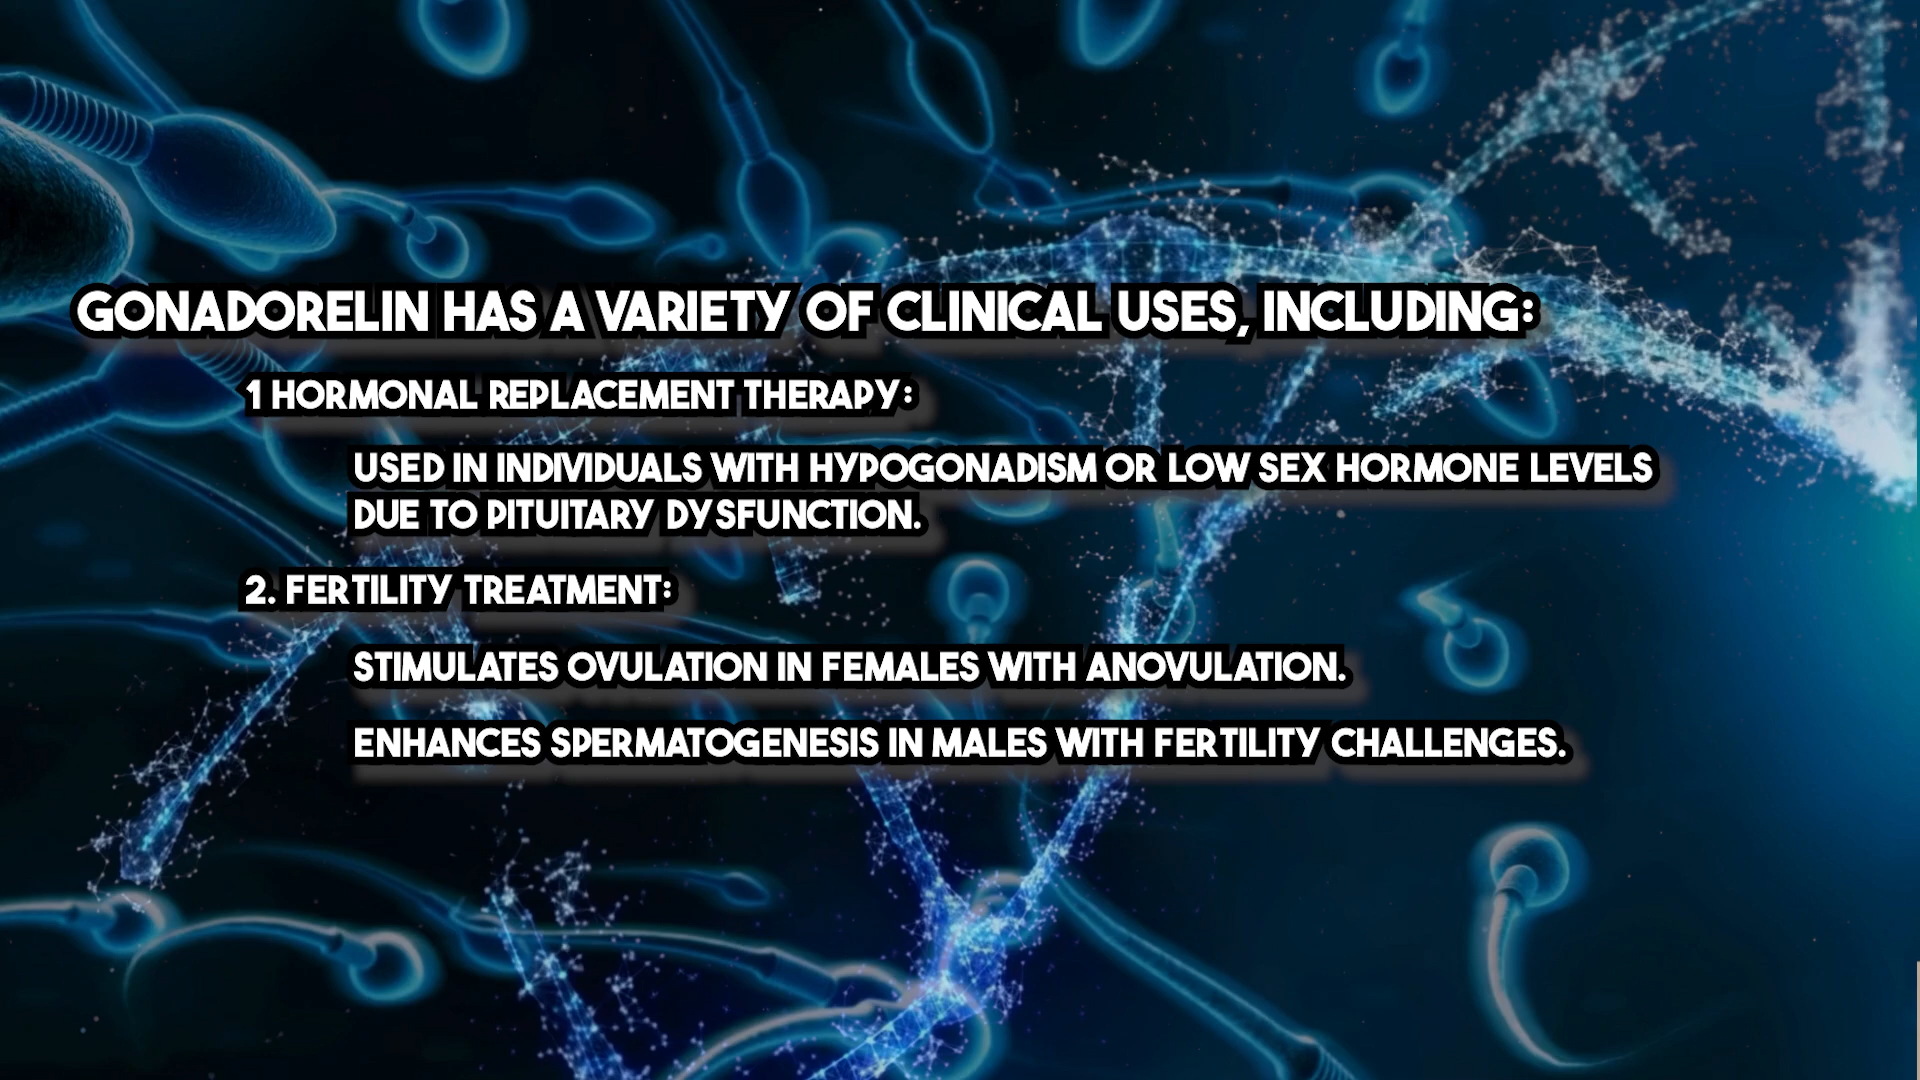 GONADORELIN HAS A VARIETY OF CLINICAL USES, INCLUDING:
1 HORMONAL REPLACEMENT THERAPY:
USED IN INDIVIDUALS WITH HYPOGONADISM OR LOW SEX HORMONE LEVELS
DUE TO PITUITARY DYSFUNCTION.
2. FERTILITY TREATMENT:
STIMULATES OVULATION IN FEMALES WITH ANOVULATION.
ENHANCES SPERMATOGENESIS IN MALES WITH FERTILITY CHALLENGES.